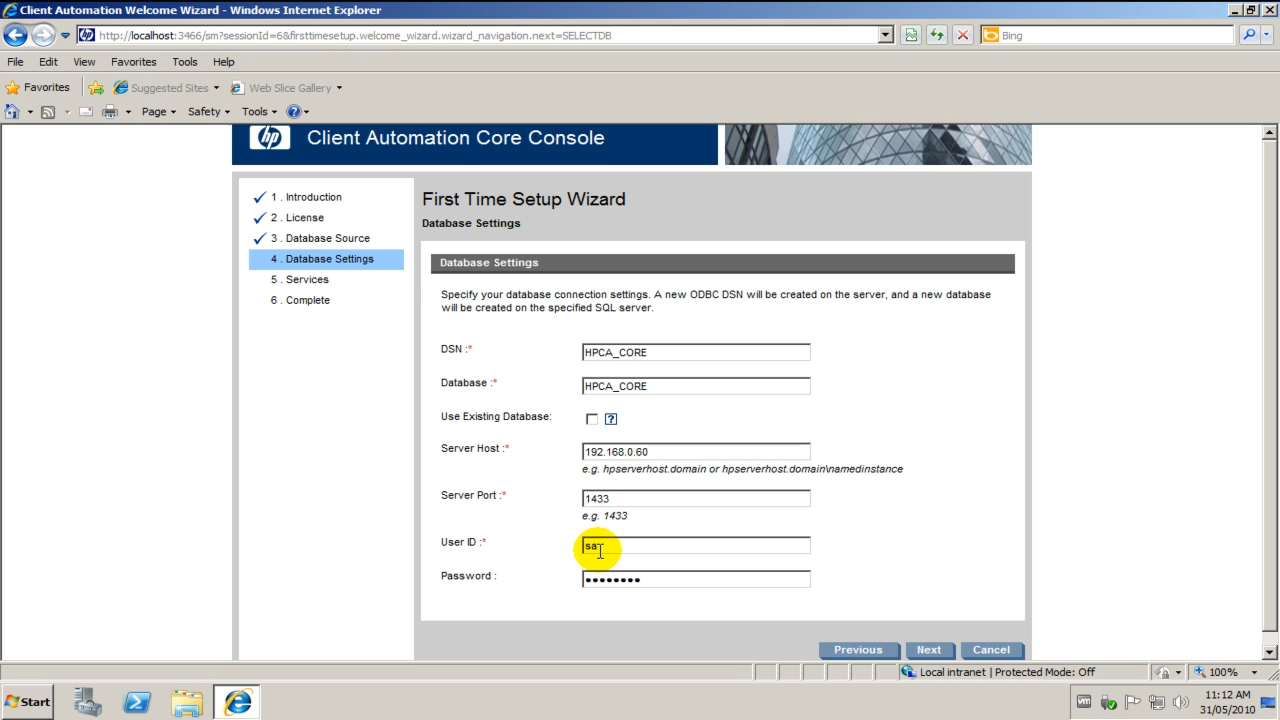 Client Automation Welcome Wizard - Windows Internet Explorer
http://localhost:3466/sm?sessionId=6&firsttimesetup.welcome_wizard.wizard_navigation.next=SELECTDB
Bing
File Edit View Favorites Tools Help
Favorites Suggested Sites Web Slice Gallery
Page Safety Tools
hp Client Automation Core Console
1 . Introduction
2 . License
3 . Database Source
4 . Database Settings
5 . Services
6 . Complete
First Time Setup Wizard
Database Settings
Database Settings
Specify your database connection settings. A new ODBC DSN will be created on the server, and a new database
will be created on the specified SQL server.
DSN :* HPCA_CORE
Database :* HPCA_CORE
Use Existing Database: ?
Server Host :* 192.168.0.60
e.g. hpserverhost.domain or hpserverhost.domain\namedinstance
Server Port :* 1433
e.g. 1433
User ID :* sa
Password : ••••••••
Previous Next Cancel
Local intranet | Protected Mode: Off 100%
Start
11:12 AM
31/05/2010